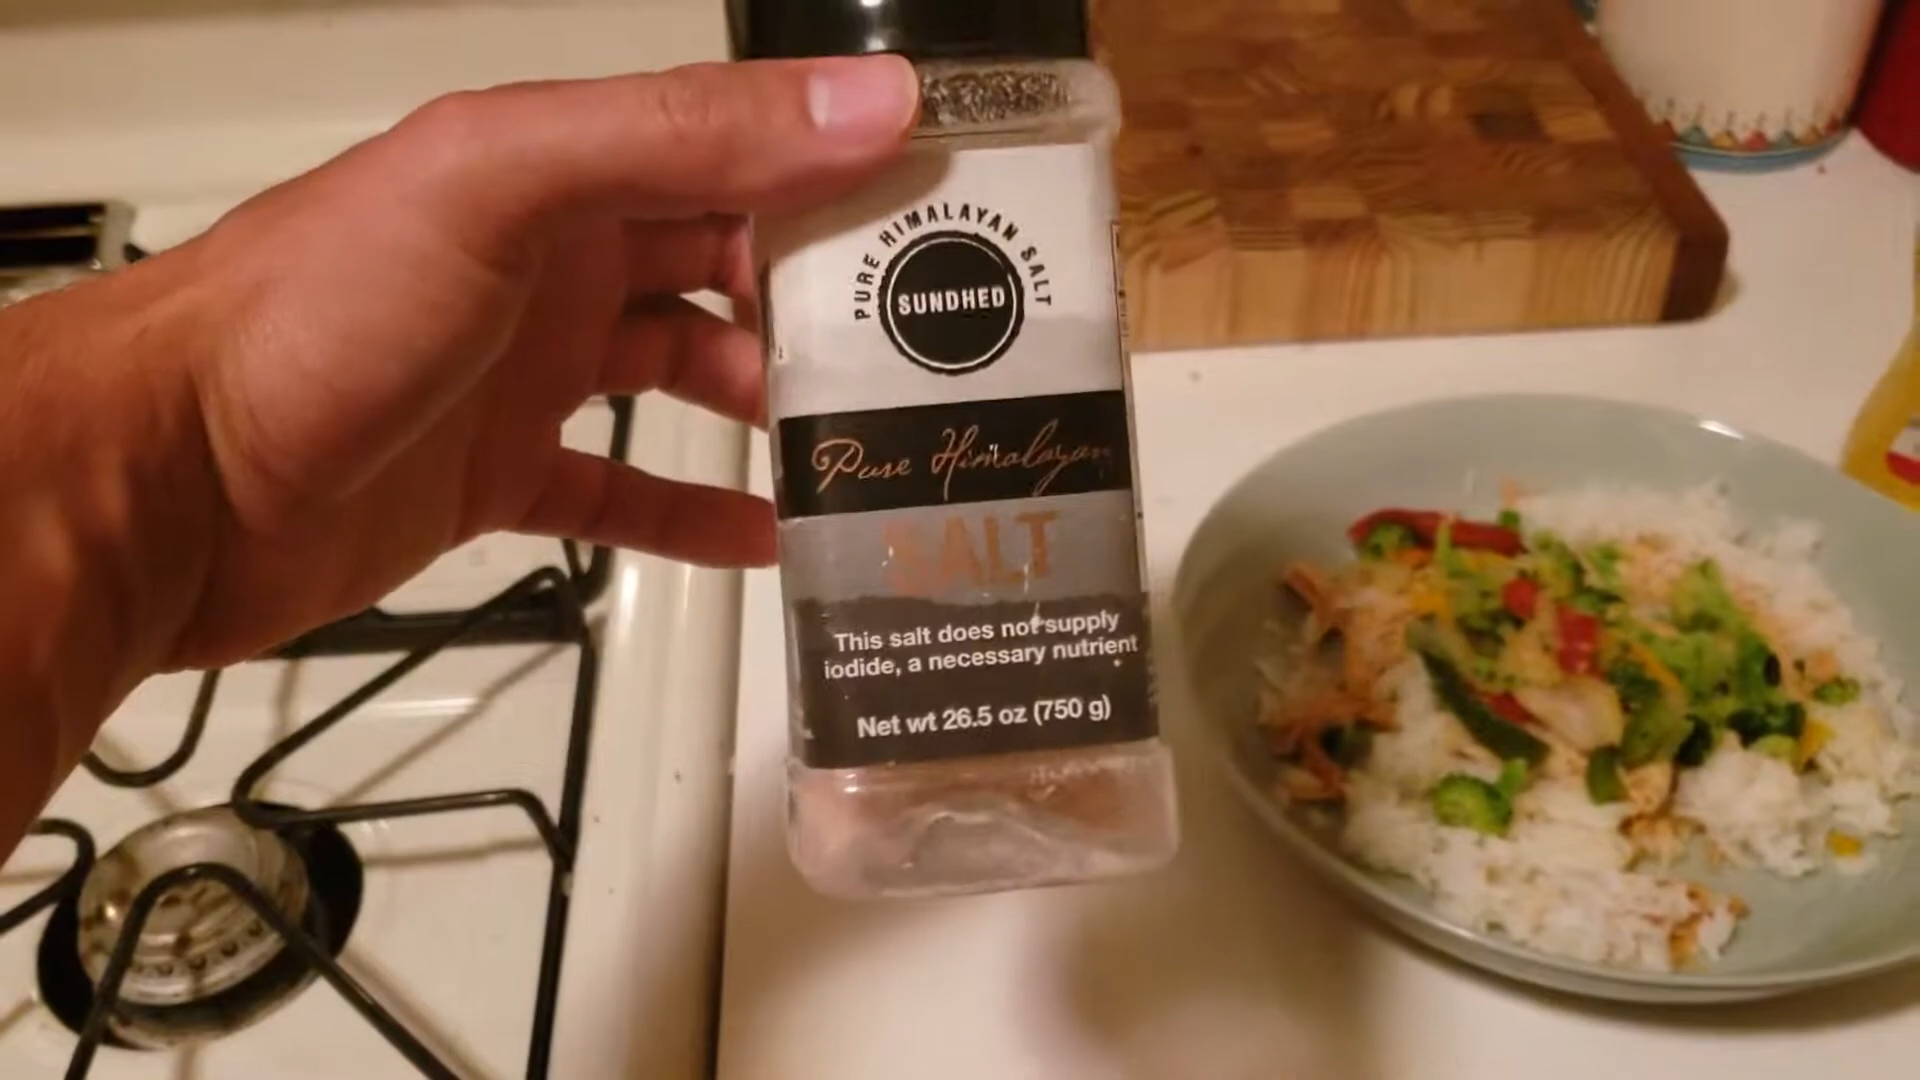 PURE HIMALAYAN SALT
SUNDHED
Pure Himalayan
SALT
This salt does not supply
iodide, a necessary nutrient
Net wt 26.5 oz (750 g)